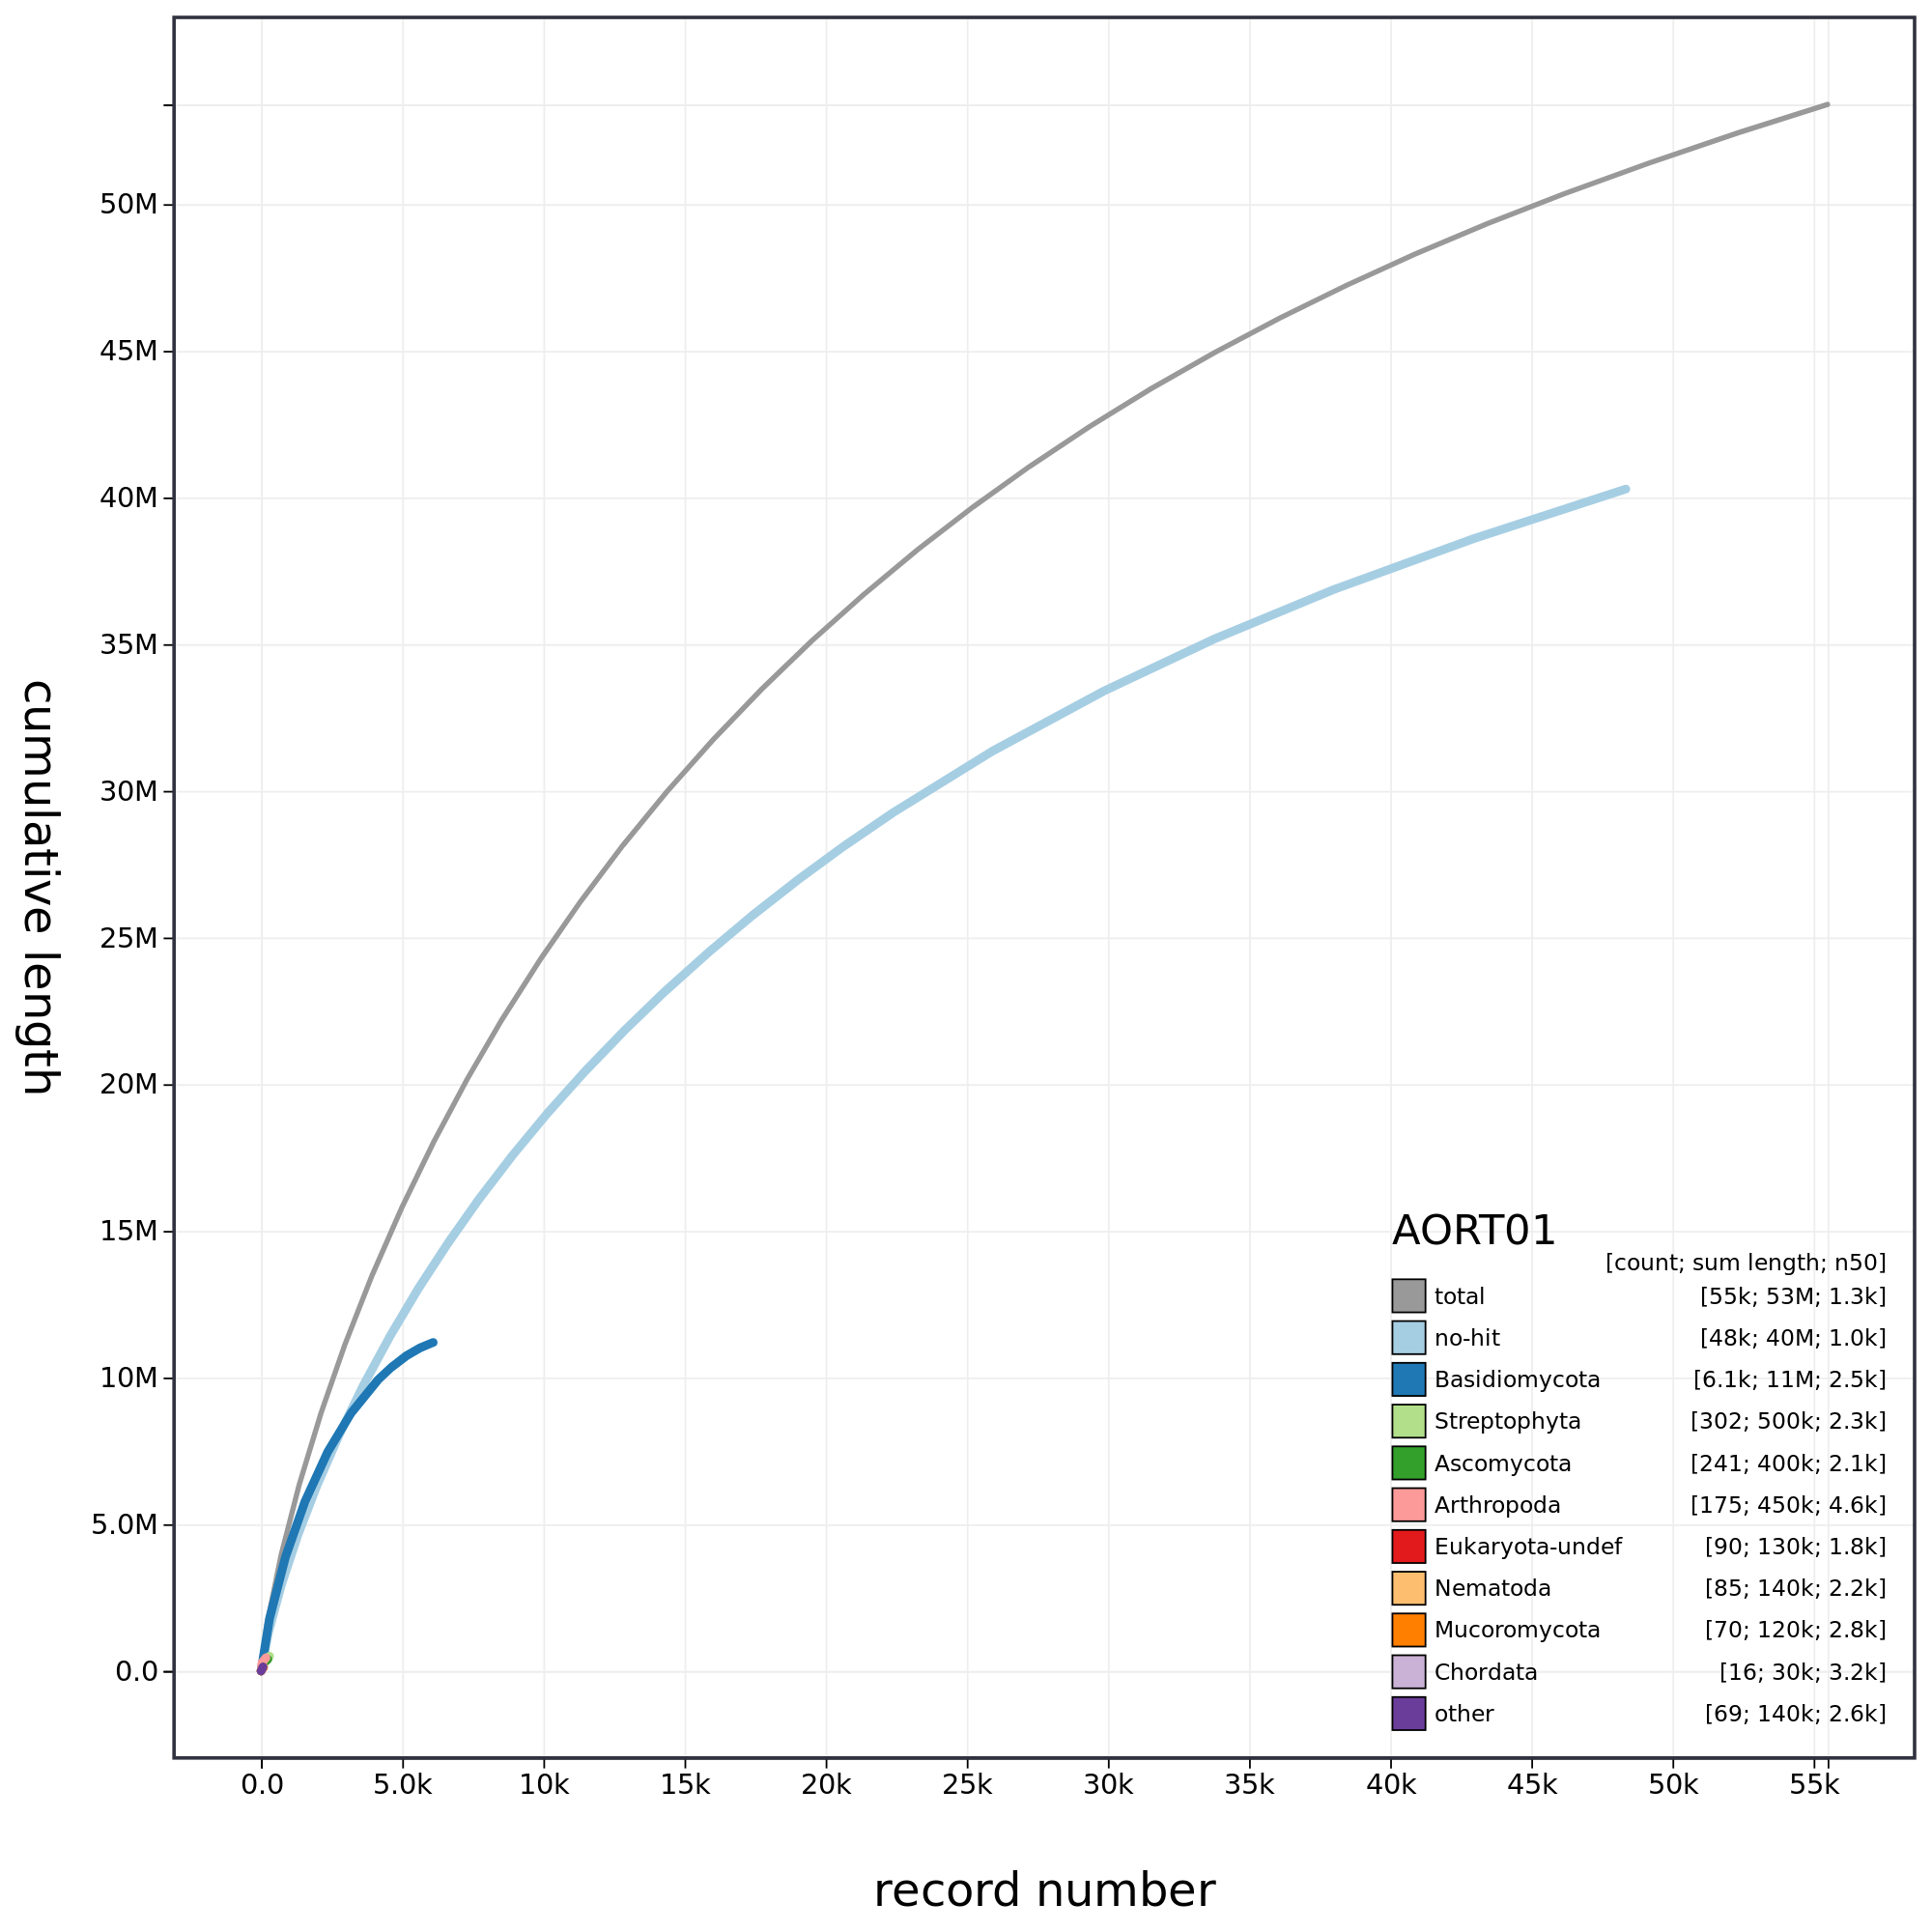 cumulative length
50M
45M
40M
35M
30M
25M
20M
15M
10M
5.0M
0.0
AORT01
[count; sum length; n50]
total [55k; 53M; 1.3k]
no-hit [48k; 40M; 1.0k]
Basidiomycota [6.1k; 11M; 2.5k]
Streptophyta [302; 500k; 2.3k]
Ascomycota [241; 400k; 2.1k]
Arthropoda [175; 450k; 4.6k]
Eukaryota-undef [90; 130k; 1.8k]
Nematoda [85; 140k; 2.2k]
Mucoromycota [70; 120k; 2.8k]
Chordata [16; 30k; 3.2k]
other [69; 140k; 2.6k]
0.0 5.0k 10k 15k 20k 25k 30k 35k 40k 45k 50k 55k
record number